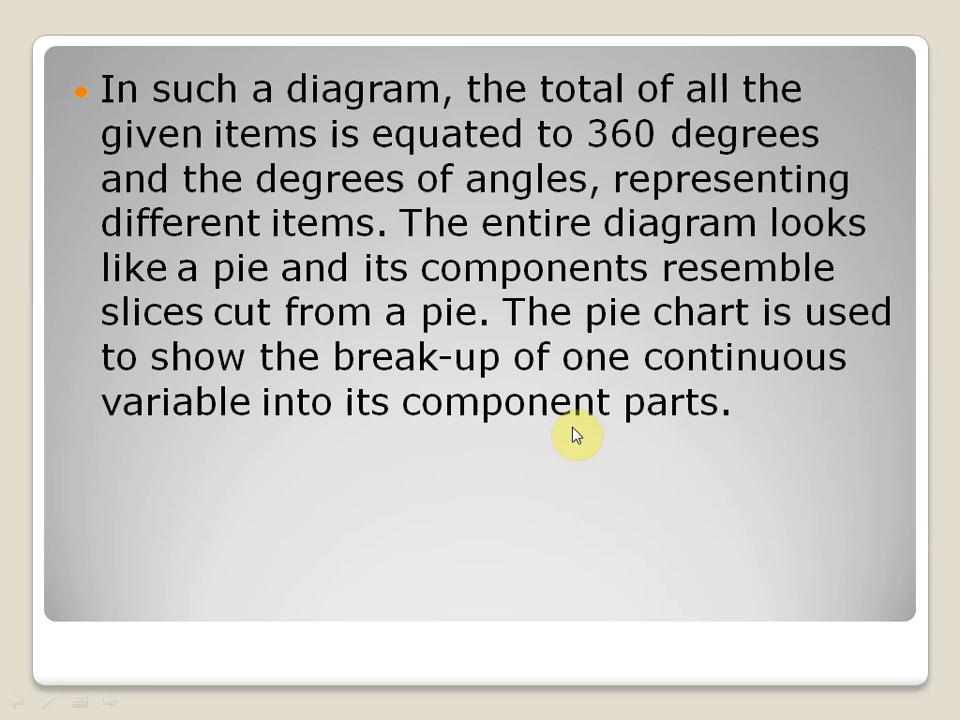 • In such a diagram, the total of all the
given items is equated to 360 degrees
and the degrees of angles, representing
different items. The entire diagram looks
like a pie and its components resemble
slices cut from a pie. The pie chart is used
to show the break-up of one continuous
variable into its component parts.